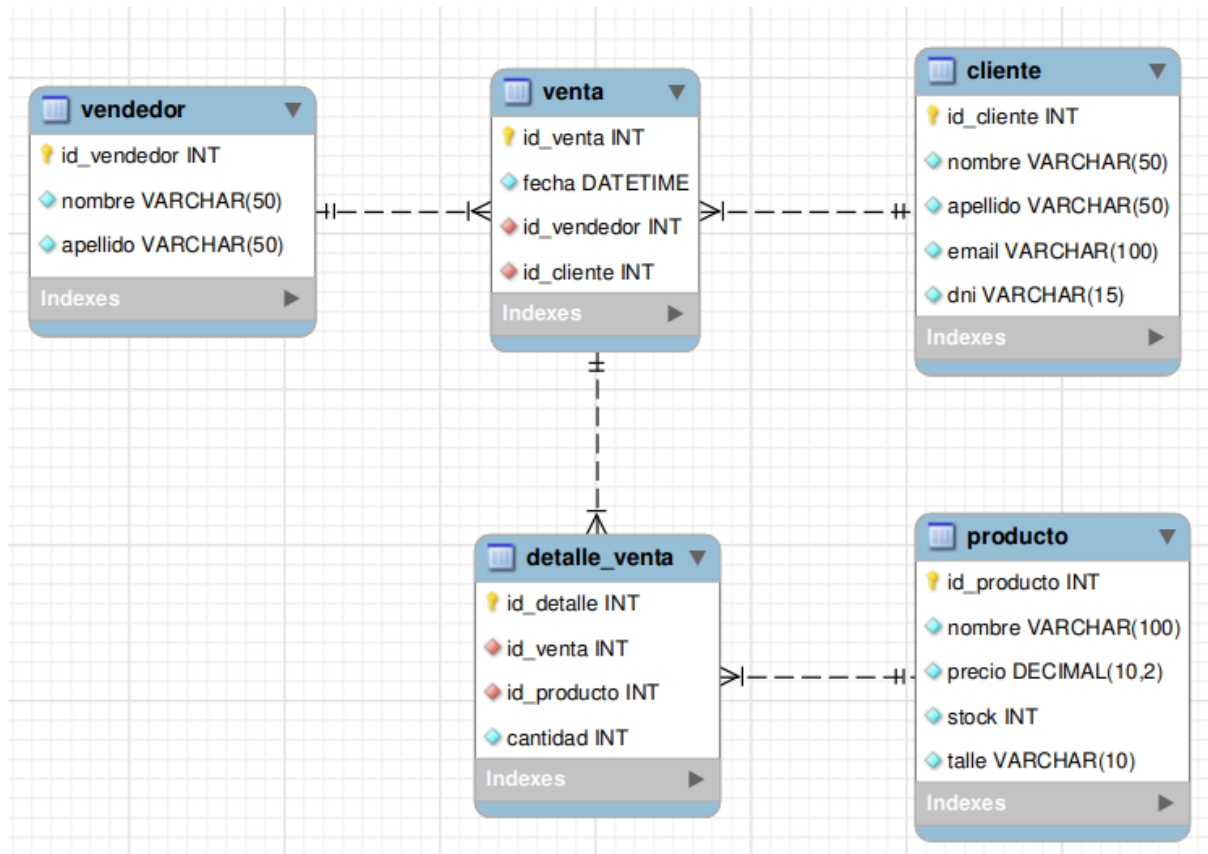 vendedor
id_vendedor INT
nombre VARCHAR(50)
apellido VARCHAR(50)
Indexes
venta
id_venta INT
fecha DATETIME
id_vendedor INT
id_cliente INT
Indexes
cliente
id_cliente INT
nombre VARCHAR(50)
apellido VARCHAR(50)
email VARCHAR(100)
dni VARCHAR(15)
Indexes
detalle_venta
id_detalle INT
id_venta INT
id_producto INT
cantidad INT
Indexes
producto
id_producto INT
nombre VARCHAR(100)
precio DECIMAL(10,2)
stock INT
talle VARCHAR(10)
Indexes